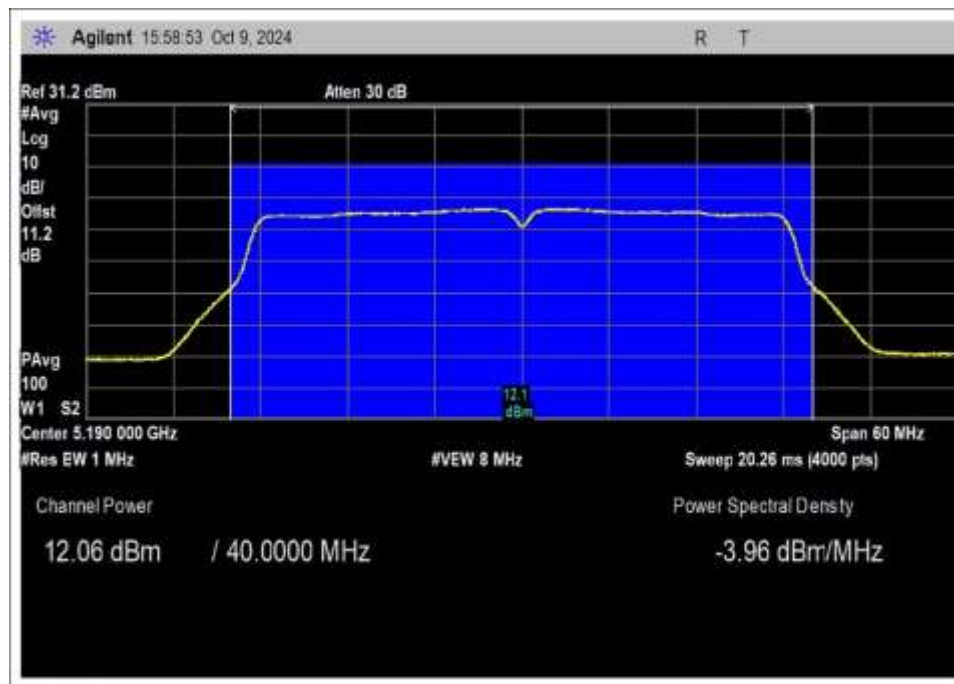 Agilent 15:58:53 Oct 9, 2024 R T
Ref 31.2 dBm Atten 30 dB
#Avg
Log
10
dB/
Offst
11.2
dB
PAvg
100
W1 S2
12.1
dBm
Center 5.190 000 GHz Span 60 MHz
#Res EW 1 MHz #VEW 8 MHz Sweep 20.26 ms (4000 pts)
Channel Power Power Spectral Density
12.06 dBm / 40.0000 MHz -3.96 dBm/MHz